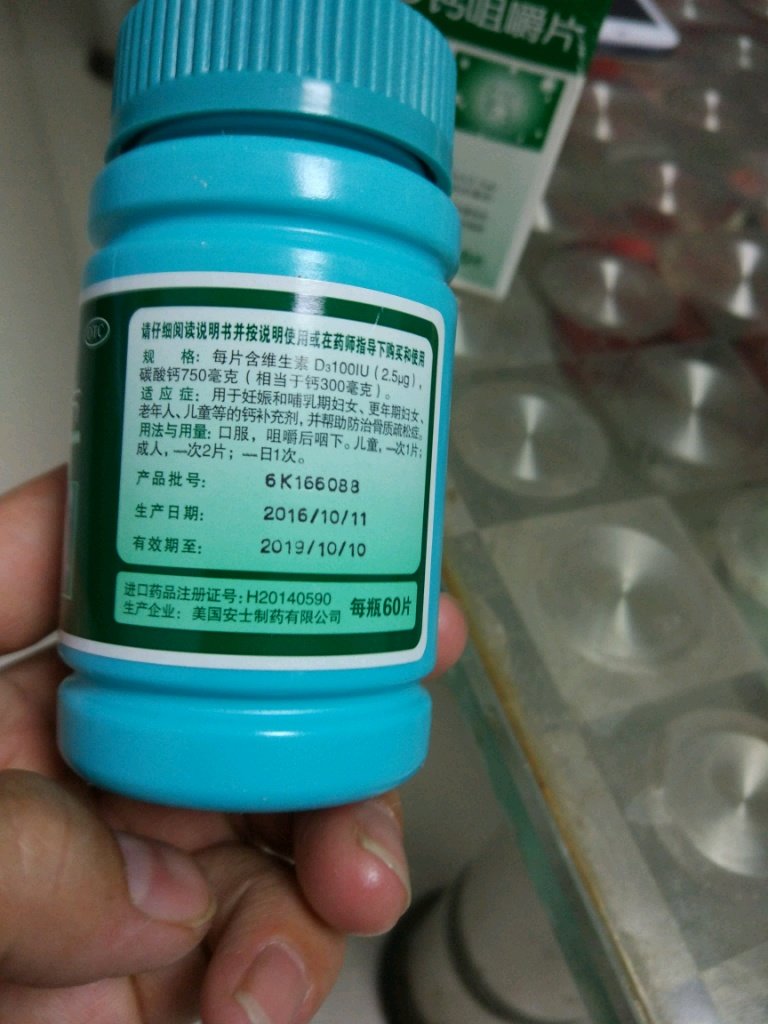 钙咀嚼片
OTC
请仔细阅读说明书并按说明使用或在药师指导下购买和使用
规 格: 每片含维生素 D₃100IU (2.5μg),
碳酸钙750毫克 (相当于钙300毫克)。
适应症: 用于妊娠和哺乳期妇女、更年期妇女、
老年人、儿童等的钙补充剂, 并帮助防治骨质疏松症。
用法与用量: 口服, 咀嚼后咽下。儿童, 一次1片;
成人, 一次2片; 一日1次。
产品批号: 6K166088
生产日期: 2016/10/11
有效期至: 2019/10/10
进口药品注册证号: H20140590
生产企业: 美国安士制药有限公司
每瓶60片